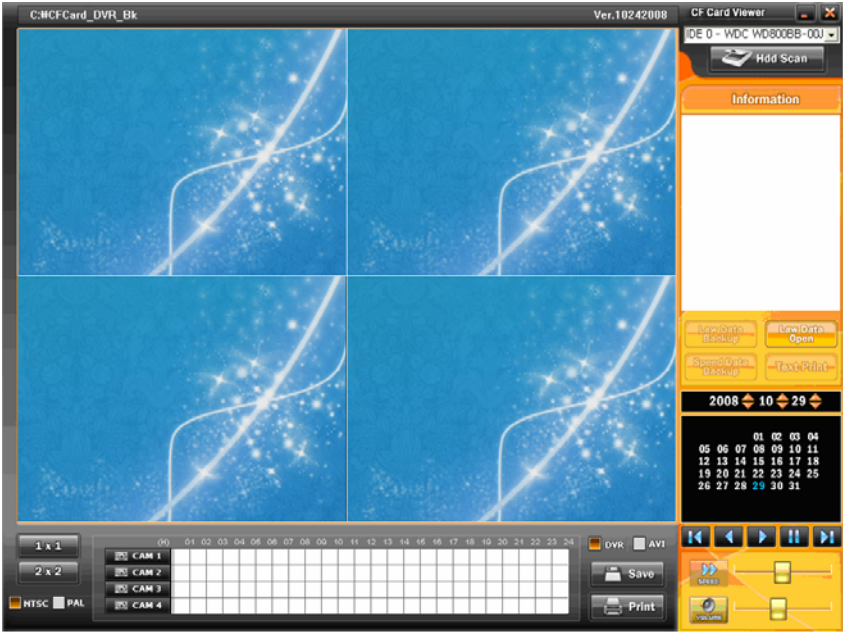 C:₩CFCard_DVR_Bk
Ver.10242008
CF Card Viewer
IDE 0 - WDC WD800BB-00J
Hdd Scan
Information
Law Data
Backup
Law Data
Open
Speed Data
Backup
Text Print
2008 10 29
01 02 03 04
05 06 07 08 09 10 11
12 13 14 15 16 17 18
19 20 21 22 23 24 25
26 27 28 29 30 31
SPEED
VOLUME
1 x 1
2 x 2
NTSC PAL
(H) 01 02 03 04 05 06 07 08 09 10 11 12 13 14 15 16 17 18 19 20 21 22 23 24
CAM 1
CAM 2
CAM 3
CAM 4
DVR AVI
Save
Print